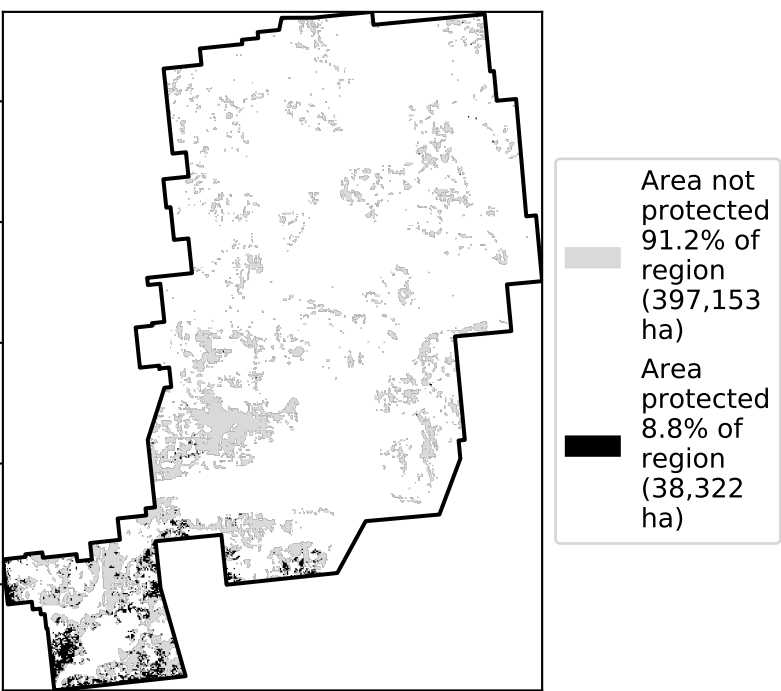 Area not
protected
91.2% of
region
(397,153
ha)
Area
protected
8.8% of
region
(38,322
ha)